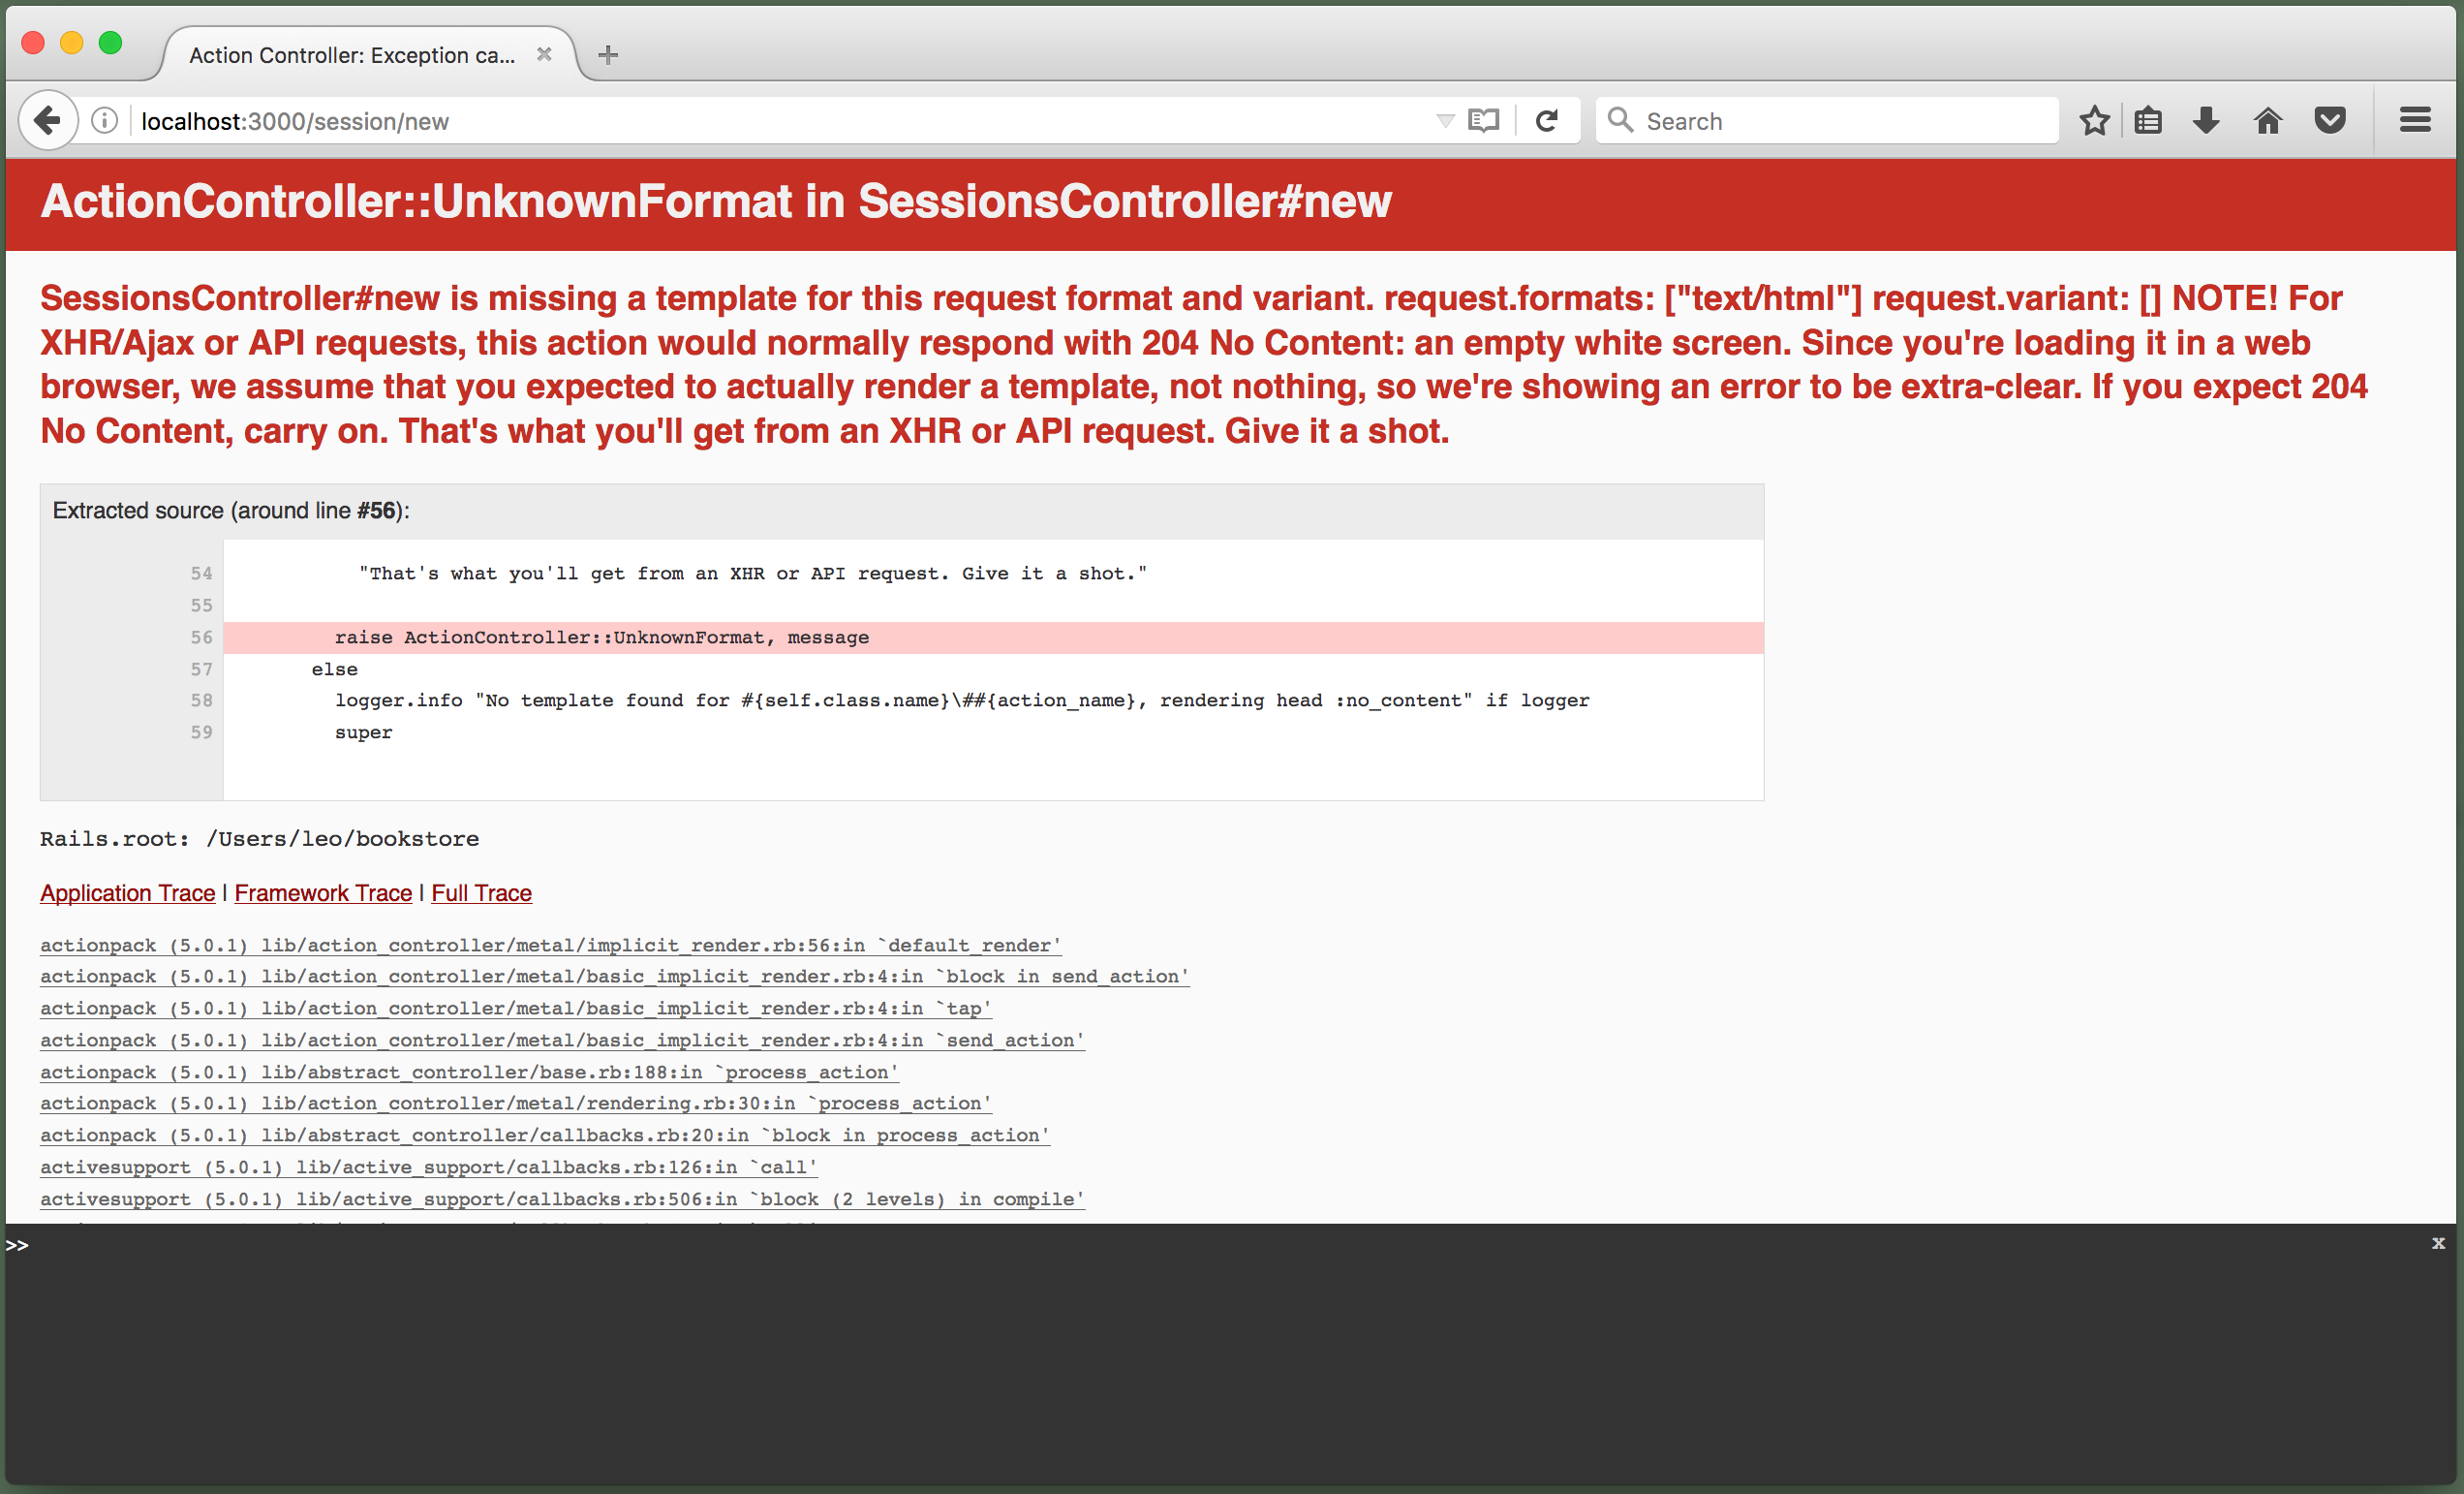 Action Controller: Exception ca...
localhost:3000/session/new
Search
ActionController::UnknownFormat in SessionsController#new
SessionsController#new is missing a template for this request format and variant. request.formats: ["text/html"] request.variant: [] NOTE! For
XHR/Ajax or API requests, this action would normally respond with 204 No Content: an empty white screen. Since you're loading it in a web
browser, we assume that you expected to actually render a template, not nothing, so we're showing an error to be extra-clear. If you expect 204
No Content, carry on. That's what you'll get from an XHR or API request. Give it a shot.
Extracted source (around line #56):
54 "That's what you'll get from an XHR or API request. Give it a shot."
55
56 raise ActionController::UnknownFormat, message
57 else
58 logger.info "No template found for #{self.class.name}\##{action_name}, rendering head :no_content" if logger
59 super
Rails.root: /Users/leo/bookstore
Application Trace | Framework Trace | Full Trace
actionpack (5.0.1) lib/action_controller/metal/implicit_render.rb:56:in `default_render'
actionpack (5.0.1) lib/action_controller/metal/basic_implicit_render.rb:4:in `block in send_action'
actionpack (5.0.1) lib/action_controller/metal/basic_implicit_render.rb:4:in `tap'
actionpack (5.0.1) lib/action_controller/metal/basic_implicit_render.rb:4:in `send_action'
actionpack (5.0.1) lib/abstract_controller/base.rb:188:in `process_action'
actionpack (5.0.1) lib/action_controller/metal/rendering.rb:30:in `process_action'
actionpack (5.0.1) lib/abstract_controller/callbacks.rb:20:in `block in process_action'
activesupport (5.0.1) lib/active_support/callbacks.rb:126:in `call'
activesupport (5.0.1) lib/active_support/callbacks.rb:506:in `block (2 levels) in compile'
>>
x